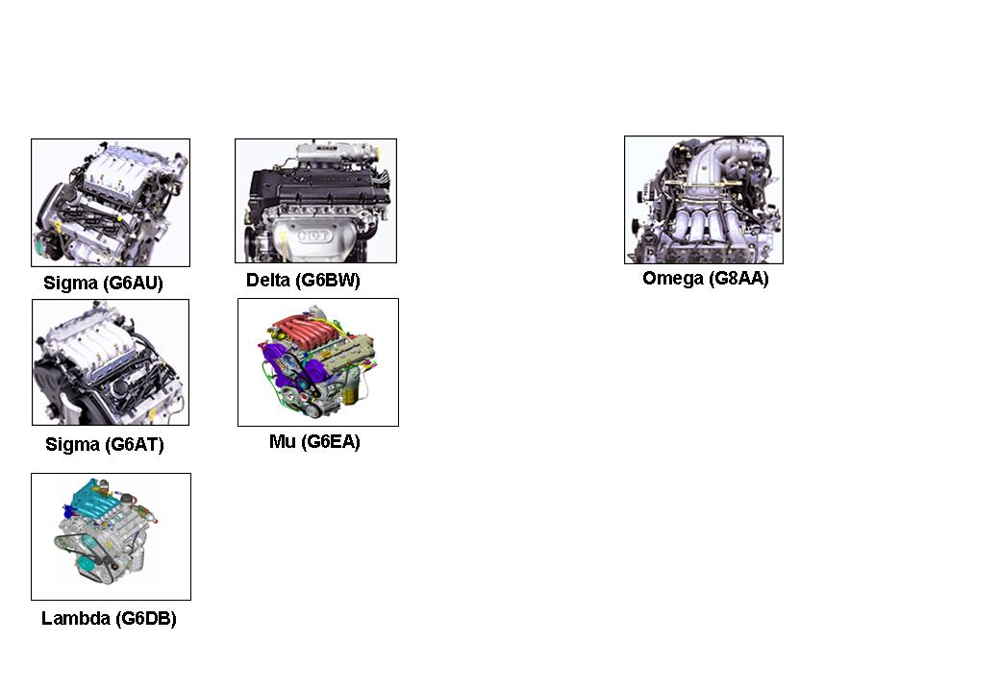 Sigma (G6AU)
Delta (G6BW)
Omega (G8AA)
Sigma (G6AT)
Mu (G6EA)
Lambda (G6DB)